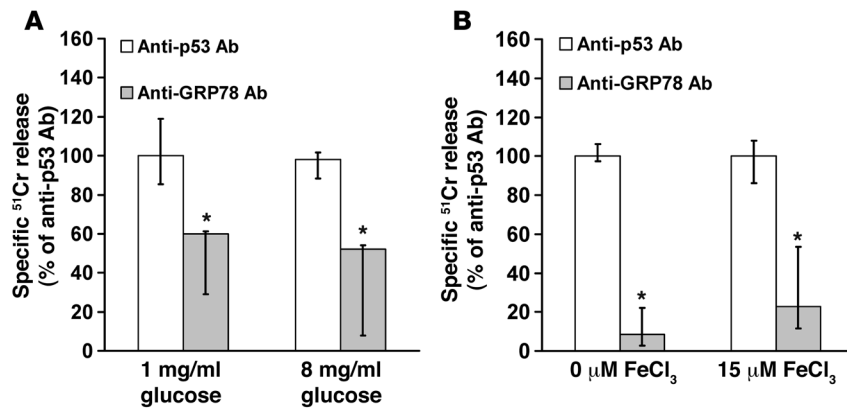 A
Specific ⁵¹Cr release
(% of anti-p53 Ab)
160
140
120
100
80
60
40
20
0
Anti-p53 Ab
Anti-GRP78 Ab
*
*
1 mg/ml
glucose
8 mg/ml
glucose
B
Specific ⁵¹Cr release
(% of anti-p53 Ab)
160
140
120
100
80
60
40
20
0
Anti-p53 Ab
Anti-GRP78 Ab
*
*
0 µM FeCl₃
15 µM FeCl₃